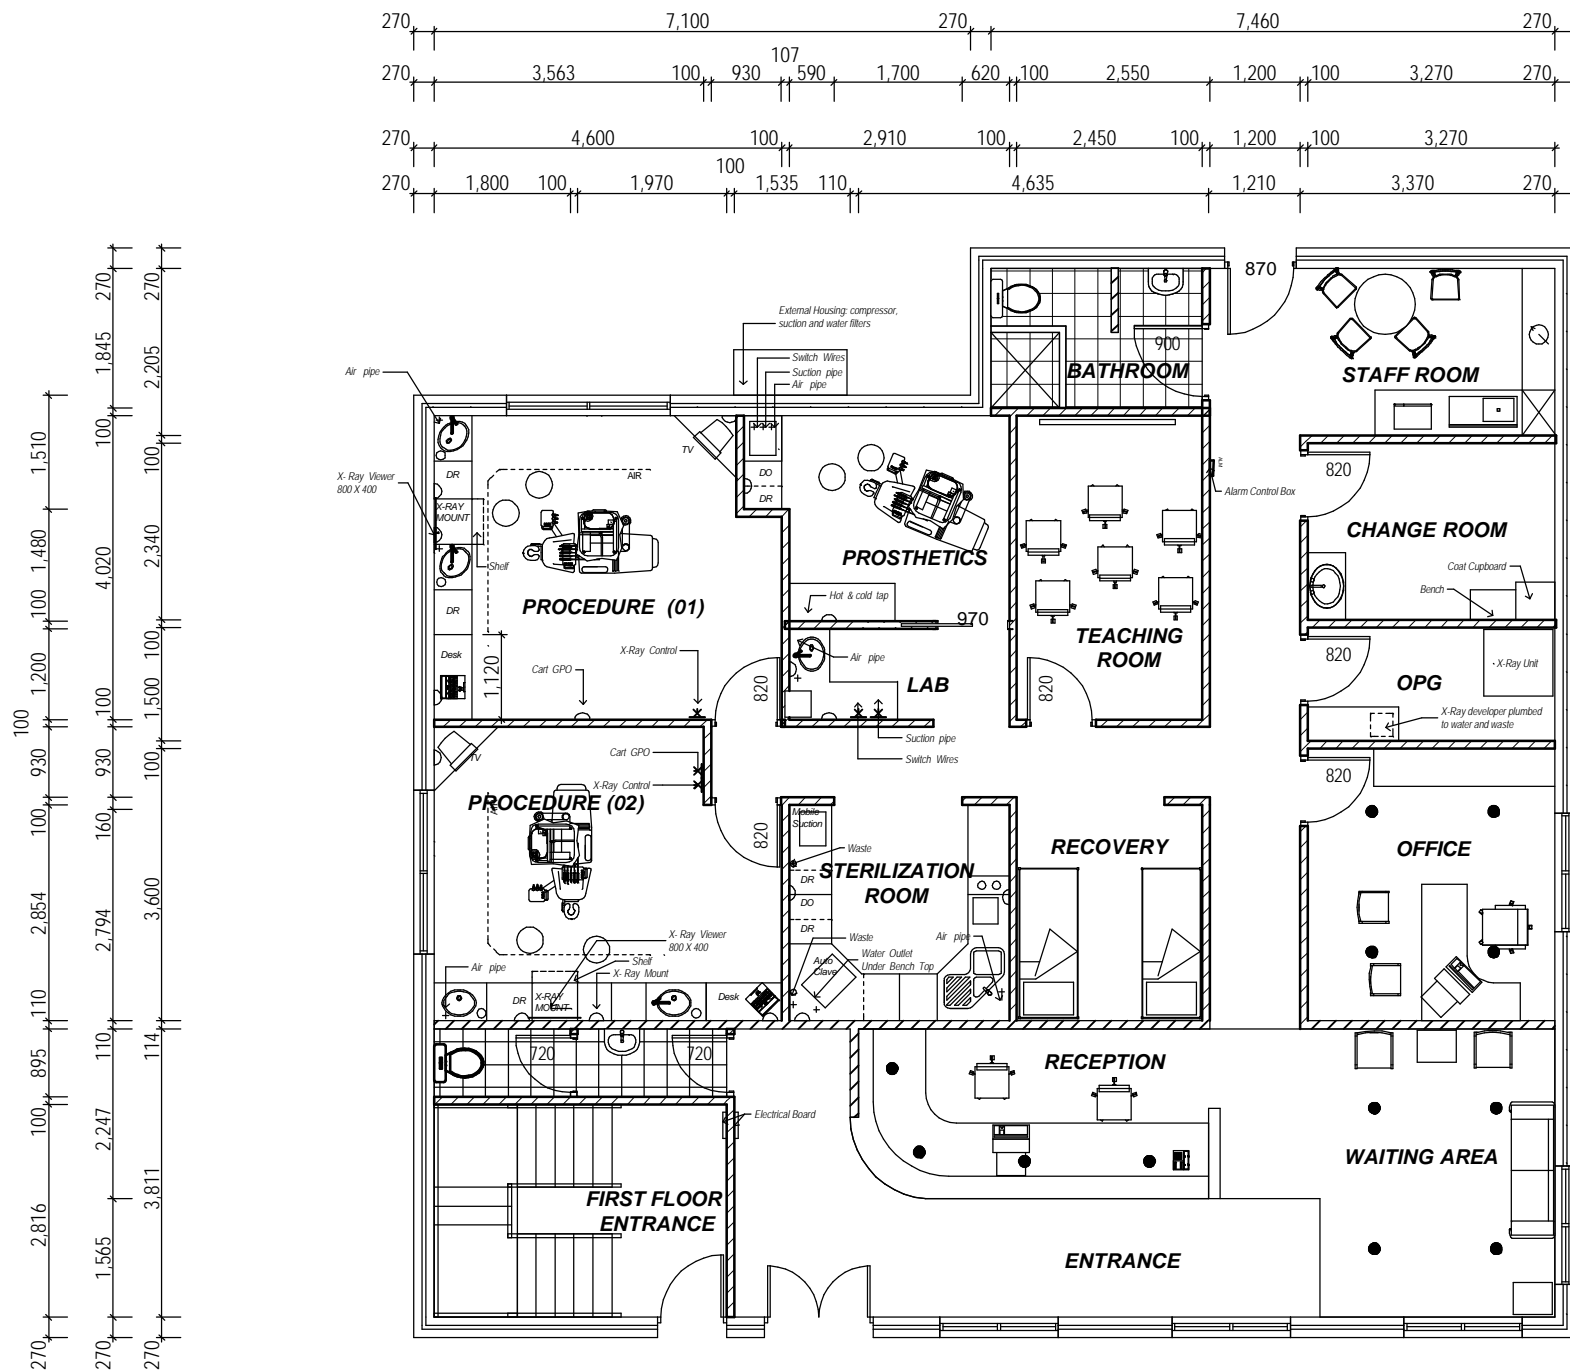 270 7,100 270 7,460 270
107
270 3,563 100 930 590 1,700 620 100 2,550 1,200 100 3,270 270
270 4,600 100 2,910 100 2,450 100 1,200 100 3,270
100
270 1,800 100 1,970 1,535 110 4,635 1,210 3,370 270
270
1,845
100
4,020
100
930
160
2,794
110
2,247
1,565
270
270
2,205
100
2,340
100
1,500
100
3,600
114
3,811
270
1,510
1,480
100
1,200
100
930
100
2,854
110
895
100
2,816
270
870
External Housing: compressor,
suction and water filters
Switch Wires
Suction pipe
Air pipe
900
BATHROOM
STAFF ROOM
Air pipe
TV
DR
AIR
DO
DR
X- Ray Viewer
800 X 400
X-RAY
MOUNT
Shelf
DR
PROCEDURE (01)
Desk
1,120
X-Ray Control
Cart GPO
820
PROSTHETICS
Hot & cold tap
970
Air pipe
LAB
Suction pipe
Switch Wires
TEACHING
ROOM
820
Alarm Control Box
820
CHANGE ROOM
Coat Cupboard
Bench
820
X-Ray Unit
OPG
X-Ray developer plumbed
to water and waste
820
OFFICE
TV
Cart GPO
X-Ray Control
PROCEDURE (02)
AIR
820
X- Ray Viewer
800 X 400
Shelf
X- Ray Mount
Air pipe
DR
X-RAY
MOUNT
Desk
Mobile
Suction
Waste
STERILIZATION
ROOM
DR
DO
DR
Waste
Air pipe
Water Outlet
Under Bench Top
Auto
Clave
RECOVERY
720
720
RECEPTION
Electrical Board
WAITING AREA
FIRST FLOOR
ENTRANCE
ENTRANCE